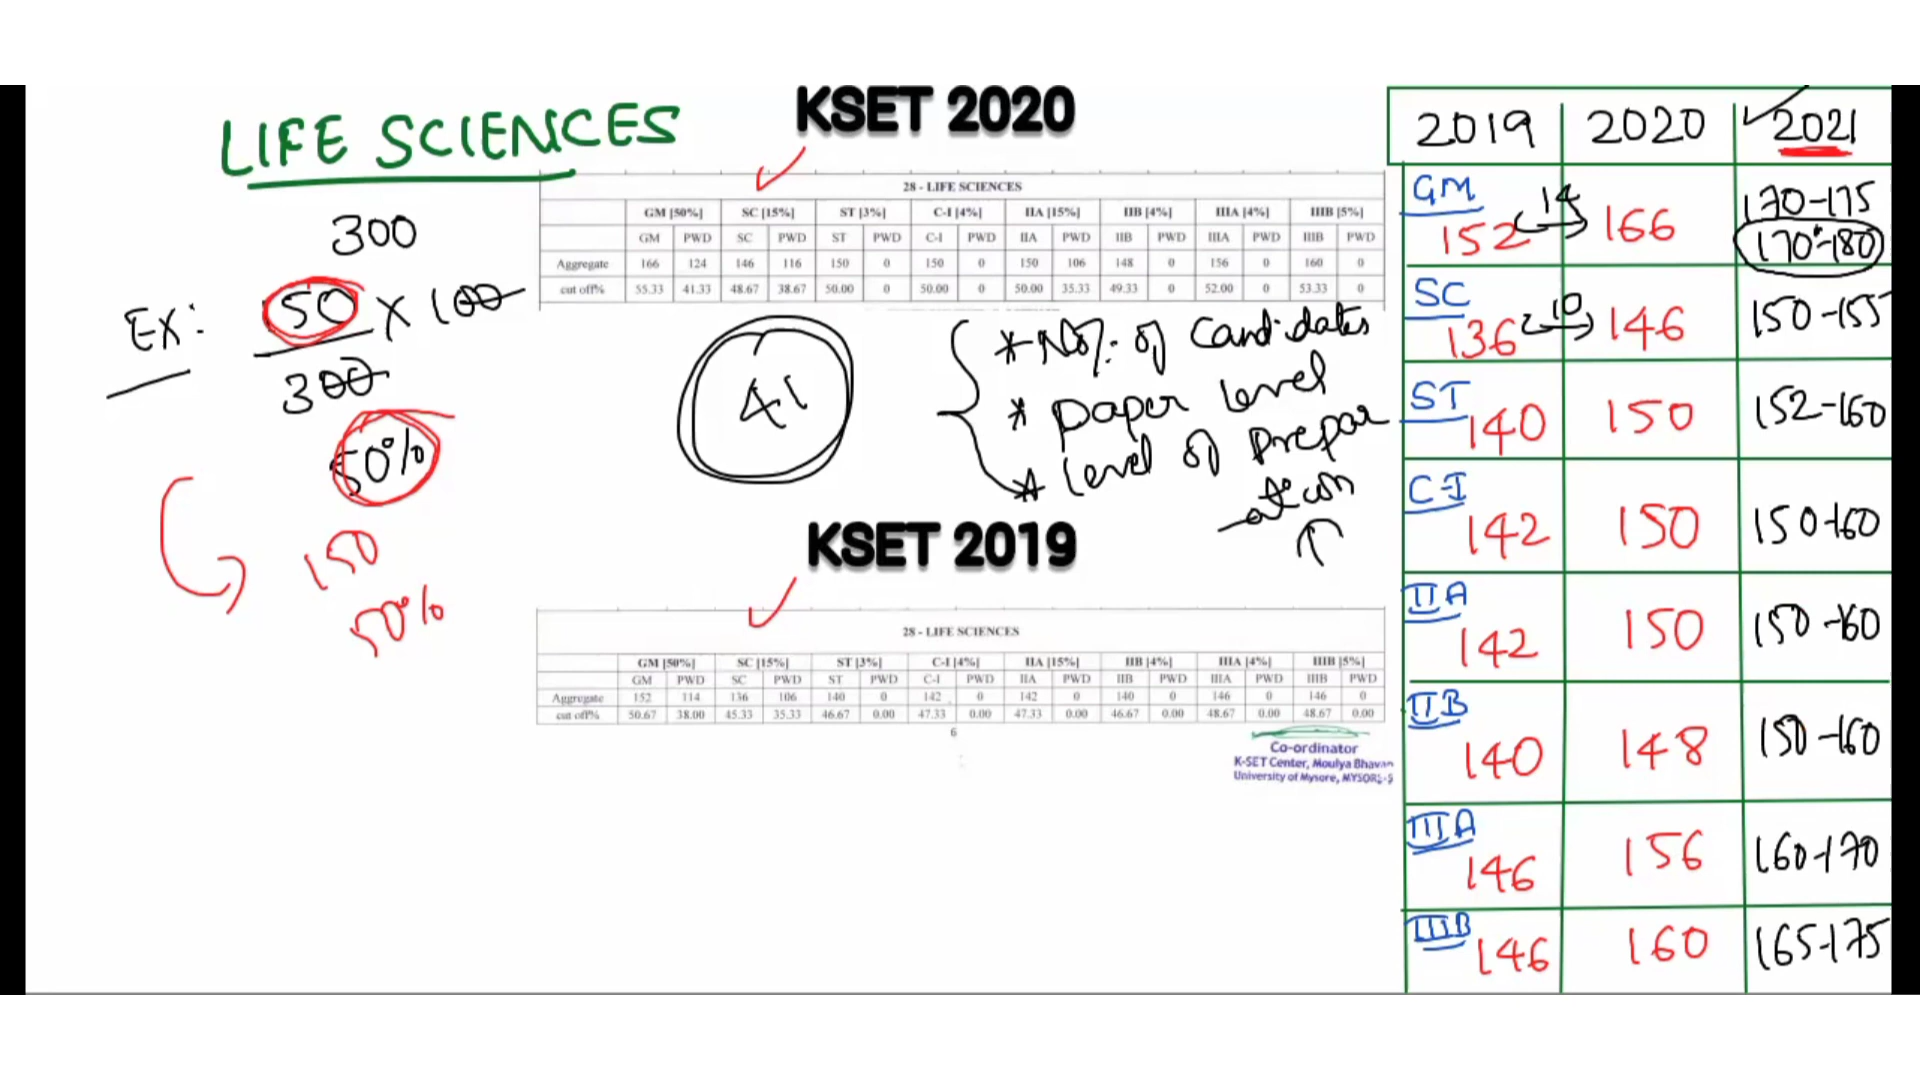 LIFE SCIENCES
300
EX: 50 × 100
300
50%
150
50%
KSET 2020
28 - LIFE SCIENCES
GM [50%] SC [15%] ST [3%] C-I [4%] IIA [15%] IIB [4%] IIIA [4%] IIIB [5%]
GM PWD SC PWD ST PWD C-I PWD IIA PWD IIB PWD IIIA PWD IIIB PWD
Aggregate 166 124 146 116 150 0 150 0 150 106 148 0 156 0 160 0
cut off% 55.33 41.33 48.67 38.67 50.00 0 50.00 0 50.00 35.33 49.33 0 52.00 0 53.33 0
41
* No. of candidates
* paper level
* level of prepar
ation
KSET 2019
28 - LIFE SCIENCES
GM [50%] SC [15%] ST [3%] C-I [4%] IIA [15%] IIB [4%] IIIA [4%] IIIB [5%]
GM PWD SC PWD ST PWD C-I PWD IIA PWD IIB PWD IIIA PWD IIIB PWD
Aggregate 152 114 136 106 140 0 142 0 142 0 140 0 146 0 146 0
cut off% 50.67 38.00 45.33 35.33 46.67 0.00 47.33 0.00 47.33 0.00 46.67 0.00 48.67 0.00 48.67 0.00
6
Co-ordinator
K-SET Center, Moulya Bhavan
University of Mysore, MYSORE-5
2019 2020 2021
GM 14 170-175
152 166 170-180
SC 10
136 146 150-155
ST
140 150 152-160
C-I
142 150 150-160
IIA
142 150 150-160
IIB
140 148 150-160
IIIA
146 156 160-170
IIIB
146 160 165-175